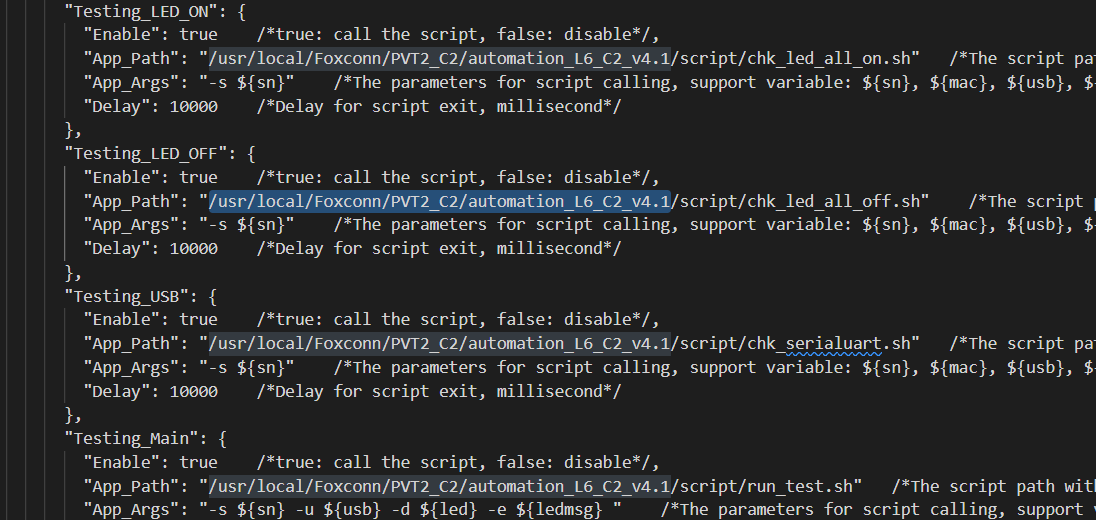 "Testing_LED_ON": {
"Enable": true    /*true: call the script, false: disable*/,
"App_Path": "/usr/local/Foxconn/PVT2_C2/automation_L6_C2_v4.1/script/chk_led_all_on.sh"   /*The script pat
"App_Args": "-s ${sn}"    /*The parameters for script calling, support variable: ${sn}, ${mac}, ${usb}, ${
"Delay": 10000    /*Delay for script exit, millisecond*/
},
"Testing_LED_OFF": {
"Enable": true    /*true: call the script, false: disable*/,
"App_Path": "/usr/local/Foxconn/PVT2_C2/automation_L6_C2_v4.1/script/chk_led_all_off.sh"    /*The script p
"App_Args": "-s ${sn}"    /*The parameters for script calling, support variable: ${sn}, ${mac}, ${usb}, ${
"Delay": 10000    /*Delay for script exit, millisecond*/
},
"Testing_USB": {
"Enable": true    /*true: call the script, false: disable*/,
"App_Path": "/usr/local/Foxconn/PVT2_C2/automation_L6_C2_v4.1/script/chk_serialuart.sh"   /*The script pat
"App_Args": "-s ${sn}"    /*The parameters for script calling, support variable: ${sn}, ${mac}, ${usb}, ${
"Delay": 10000    /*Delay for script exit, millisecond*/
},
"Testing_Main": {
"Enable": true    /*true: call the script, false: disable*/,
"App_Path": "/usr/local/Foxconn/PVT2_C2/automation_L6_C2_v4.1/script/run_test.sh"   /*The script path with
"App_Args": "-s ${sn} -u ${usb} -d ${led} -e ${ledmsg} "    /*The parameters for script calling, support v